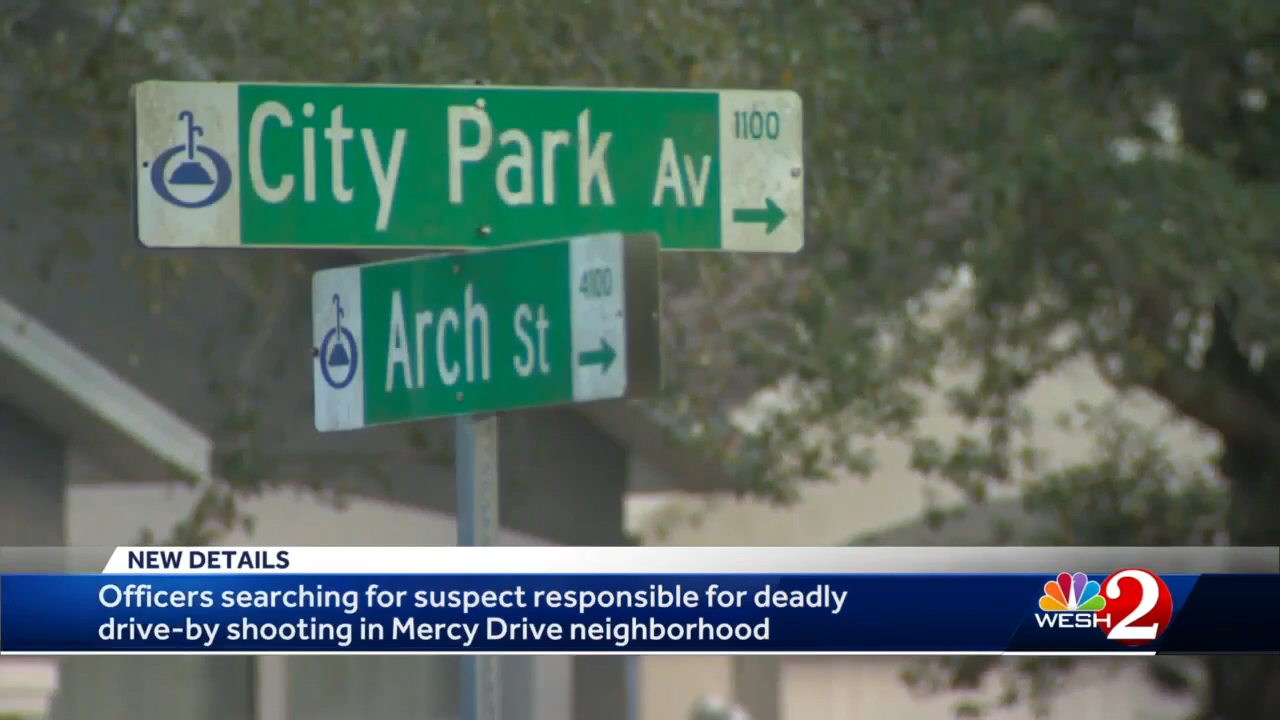 City Park Av
1100
Arch St
4100
NEW DETAILS
Officers searching for suspect responsible for deadly
drive-by shooting in Mercy Drive neighborhood
WESH 2